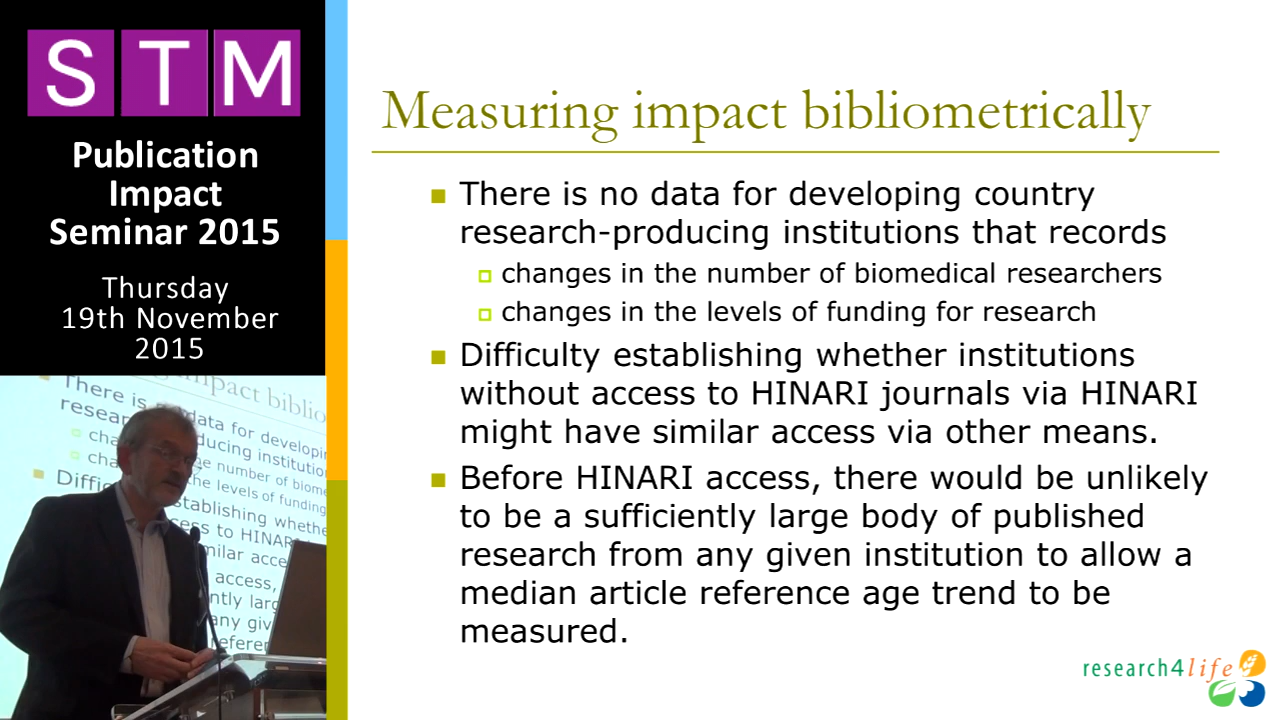 STM
Publication
Impact
Seminar 2015
Thursday
19th November
2015
Measuring impact bibliometrically
There is no data for developing country
research-producing institutions that records
changes in the number of biomedical researchers
changes in the levels of funding for research
Difficulty establishing whether institutions
without access to HINARI journals via HINARI
might have similar access via other means.
Before HINARI access, there would be unlikely
to be a sufficiently large body of published
research from any given institution to allow a
median article reference age trend to be
measured.
research4life